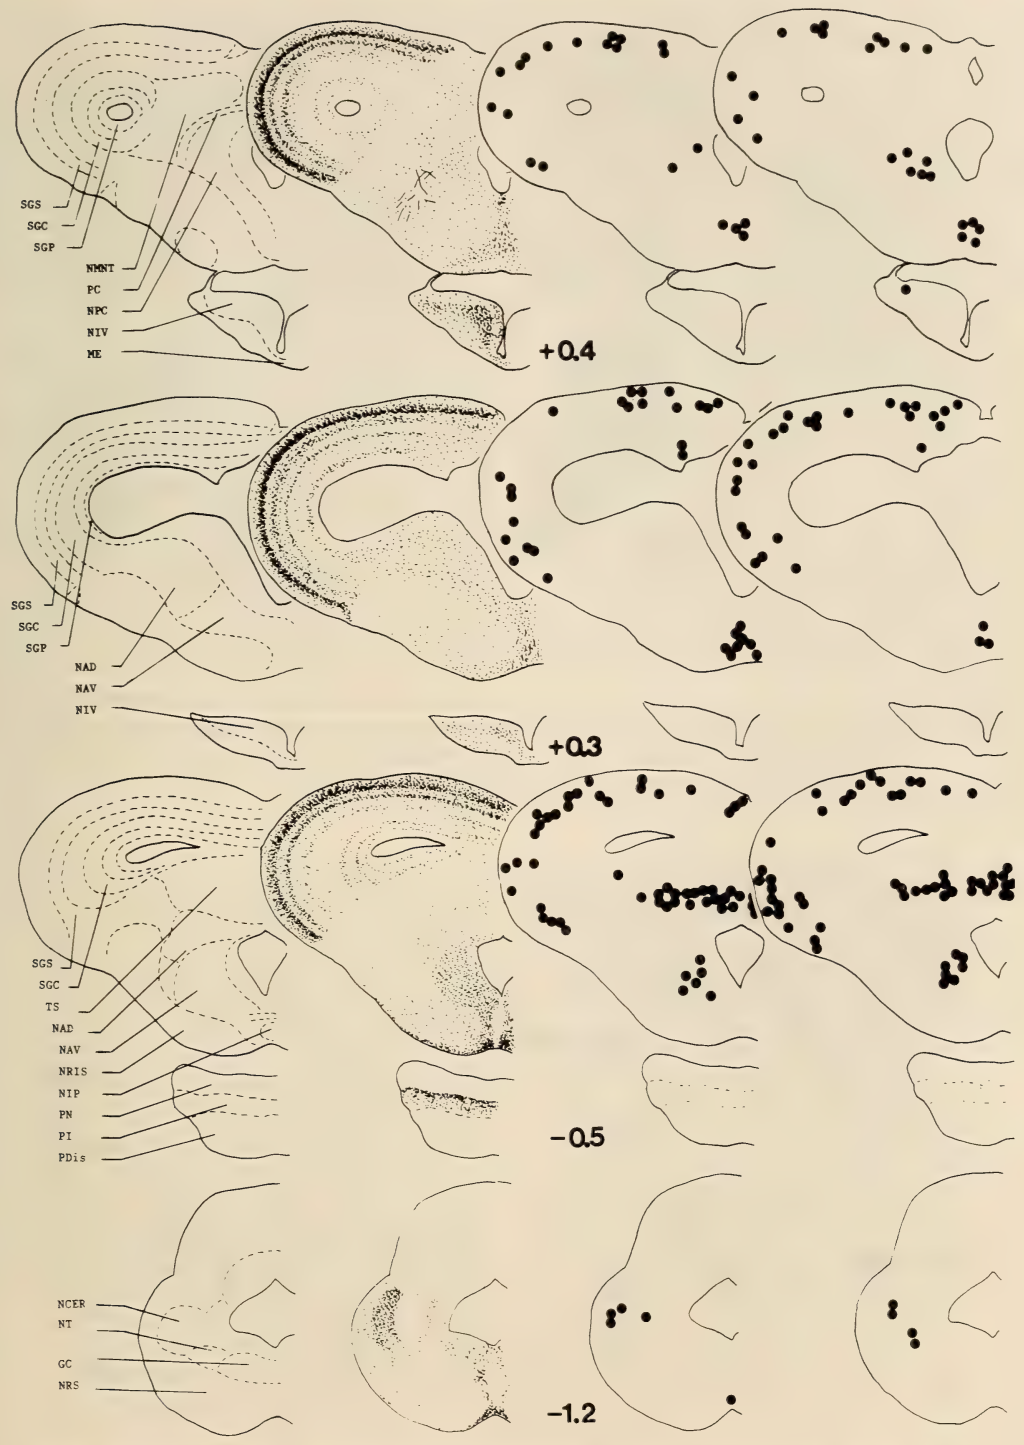 SGS
SGC
SGP
NMNT
PC
NPC
NIV
ME
+0.4
SGS
SGC
SGP
NAD
NAV
NIV
+0.3
SGS
SGC
TS
NAD
NAV
NRIS
NIP
PN
PI
PDis
-0.5
NCER
NT
GC
NRS
-1.2